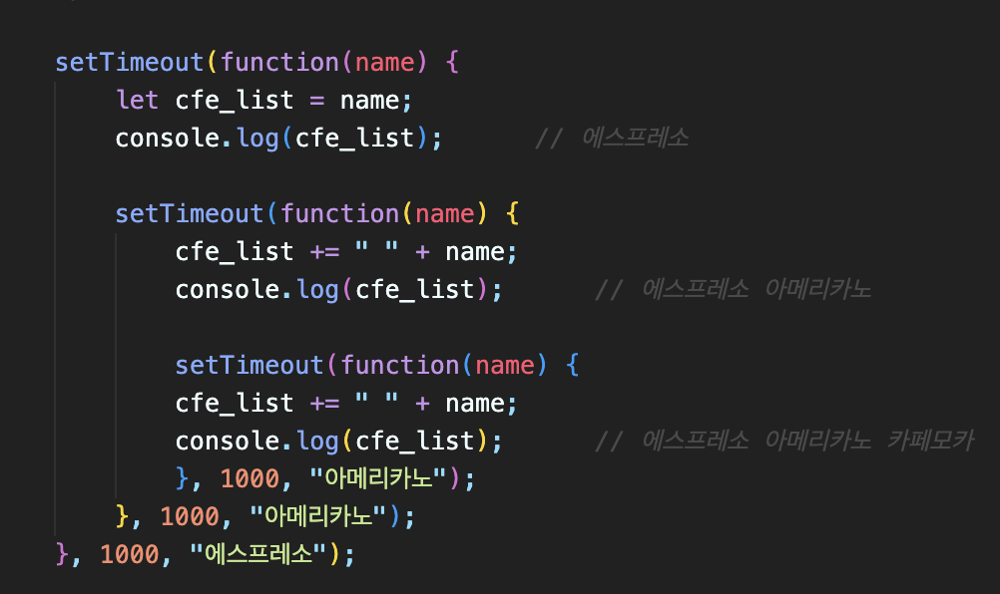 setTimeout(function(name) {
let cfe_list = name;
console.log(cfe_list); // 에스프레소
setTimeout(function(name) {
cfe_list += " " + name;
console.log(cfe_list); // 에스프레소 아메리카노
setTimeout(function(name) {
cfe_list += " " + name;
console.log(cfe_list); // 에스프레소 아메리카노 카페모카
}, 1000, "아메리카노");
}, 1000, "아메리카노");
}, 1000, "에스프레소");